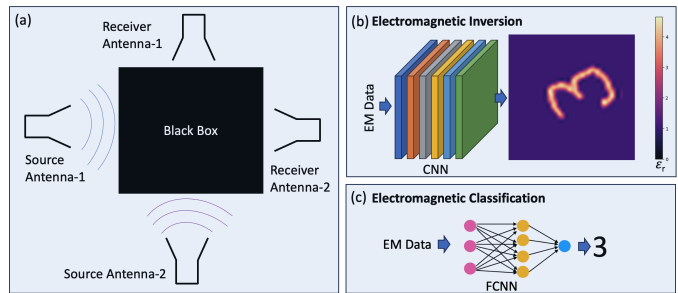 (a)
Receiver
Antenna-1
Black Box
Source
Antenna-1
Receiver
Antenna-2
Source Antenna-2
(b) Electromagnetic Inversion
EM Data
CNN
4
3
2
1
0
εr
(c) Electromagnetic Classification
EM Data
3
FCNN